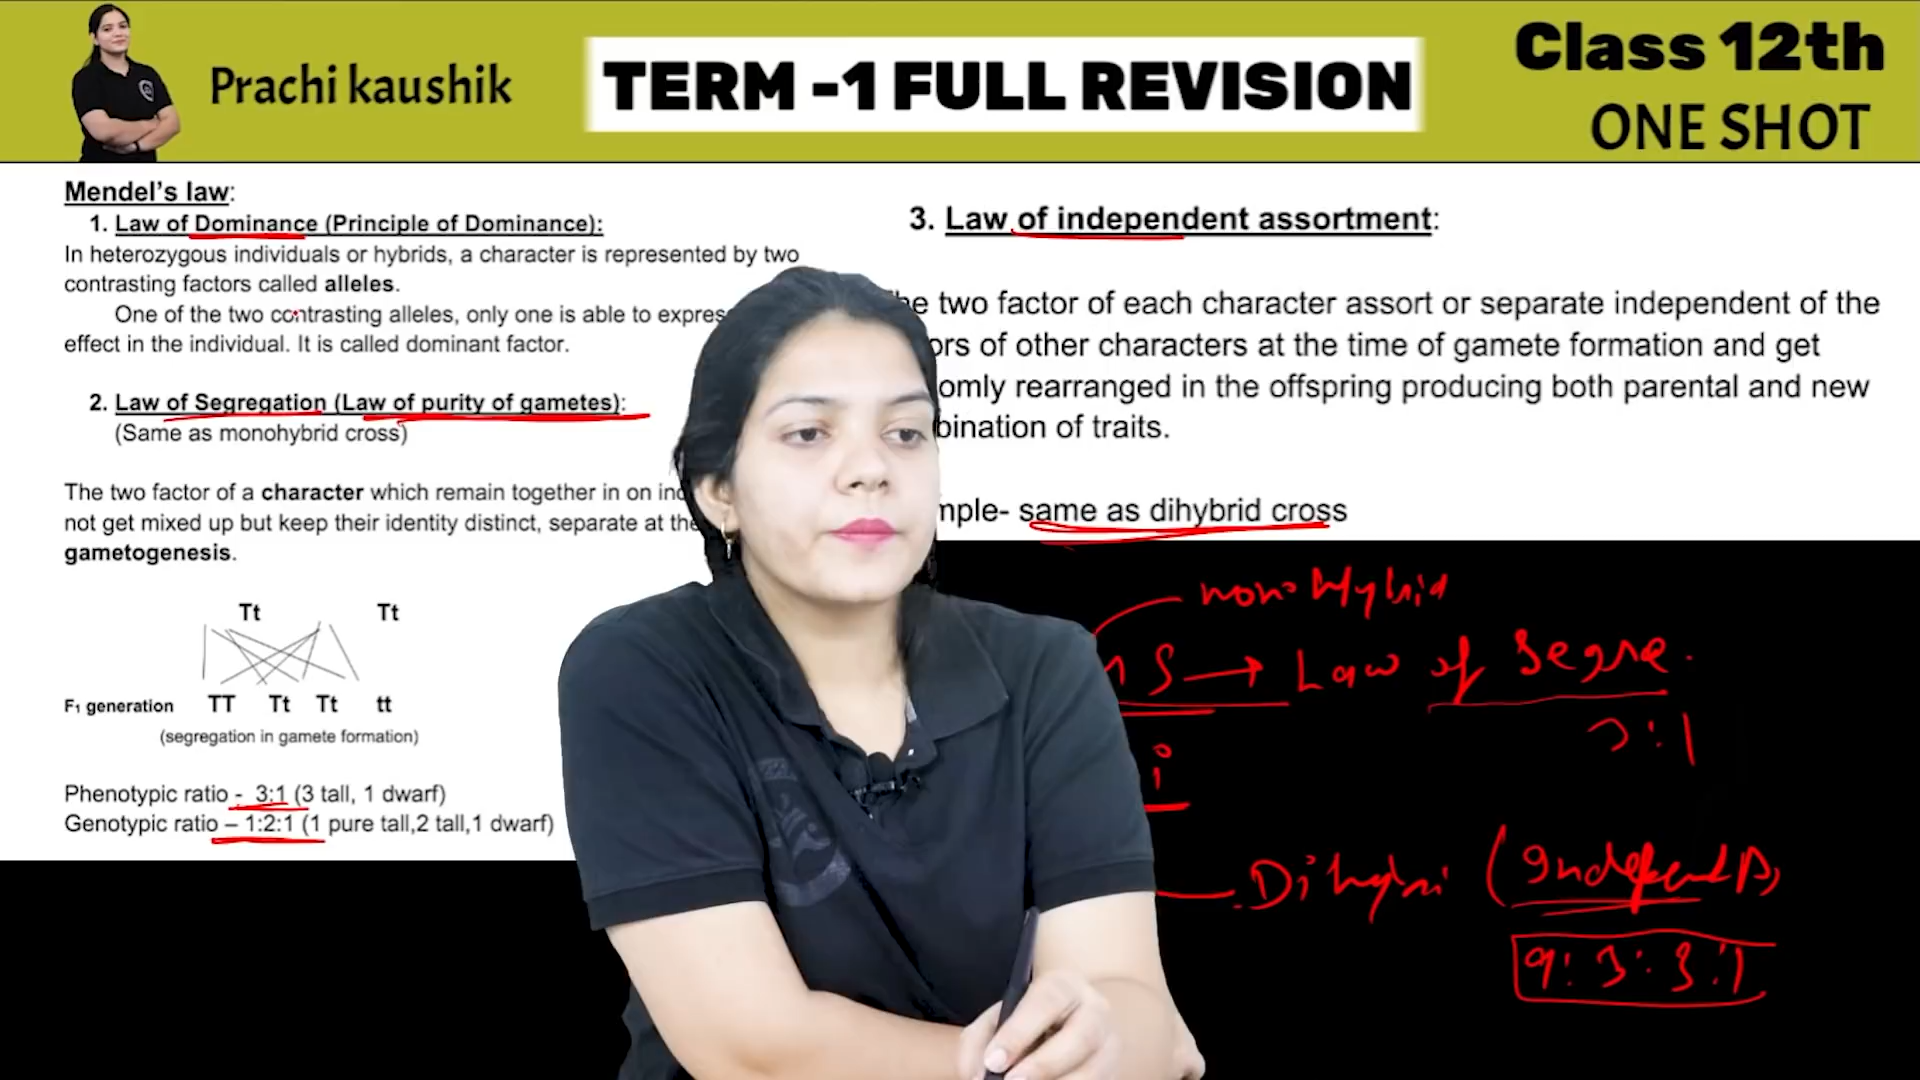 Prachi kaushik
TERM -1 FULL REVISION
Class 12th
ONE SHOT
Mendel's law:
1. Law of Dominance (Principle of Dominance):
In heterozygous individuals or hybrids, a character is represented by two
contrasting factors called alleles.
One of the two contrasting alleles, only one is able to expres
effect in the individual. It is called dominant factor.
2. Law of Segregation (Law of purity of gametes):
(Same as monohybrid cross)
The two factor of a character which remain together in on
not get mixed up but keep their identity distinct, separate at the
gametogenesis.
Tt Tt
F1 generation TT Tt Tt tt
(segregation in gamete formation)
Phenotypic ratio - 3:1 (3 tall, 1 dwarf)
Genotypic ratio – 1:2:1 (1 pure tall,2 tall,1 dwarf)
3. Law of independent assortment:
he two factor of each character assort or separate independent of the
ors of other characters at the time of gamete formation and get
omly rearranged in the offspring producing both parental and new
bination of traits.
mple- same as dihybrid cross
monoHybrid
S → Law of Segre.
3:1
i
Dihybri (Independ A)
9:3:3:1